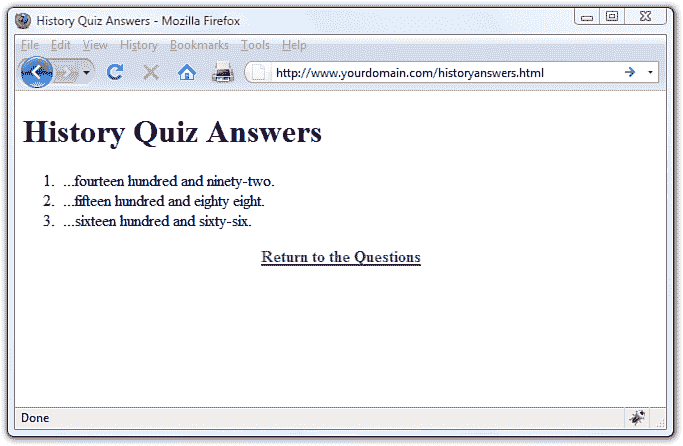 History Quiz Answers - Mozilla Firefox
File Edit View History Bookmarks Tools Help
http://www.yourdomain.com/historyanswers.html
History Quiz Answers
1. ...fourteen hundred and ninety-two.
2. ...fifteen hundred and eighty eight.
3. ...sixteen hundred and sixty-six.
Return to the Questions
Done